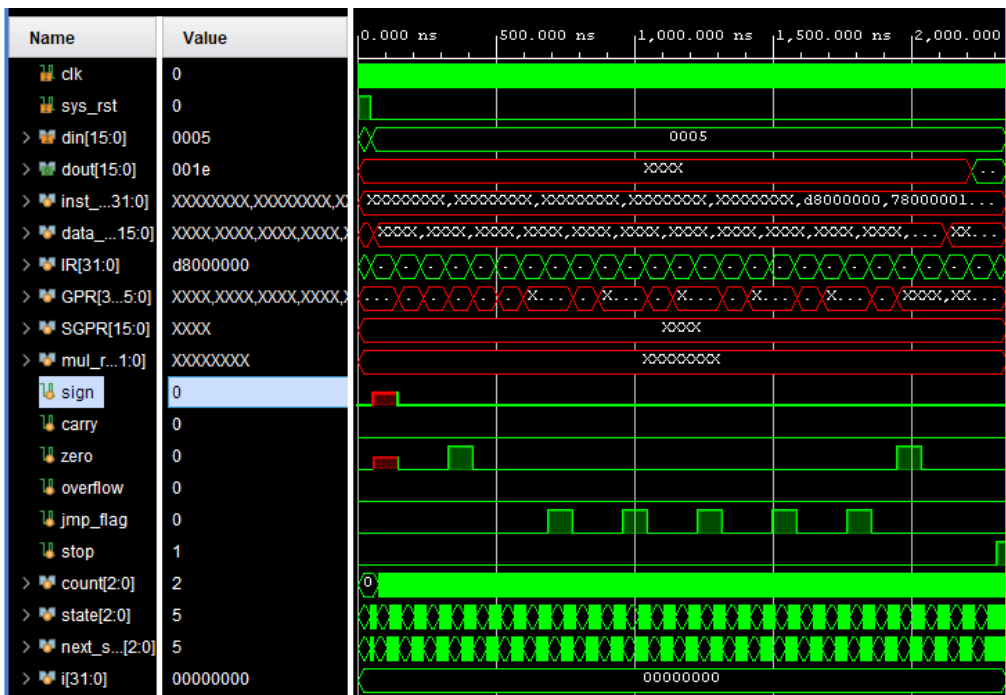 Name Value 0.000 ns 500.000 ns 1,000.000 ns 1,500.000 ns 2,000.000
clk 0
sys_rst 0
din[15:0] 0005 0005
dout[15:0] 001e XXXX ..
inst_...31:0] XXXXXXXX,XXXXXXXX,X XXXXXXXX,XXXXXXXX,XXXXXXXX,XXXXXXXX,XXXXXXXX,d8000000,78000001...
data_...15:0] XXXX,XXXX,XXXX,XXXX, XXXX,XXXX,XXXX,XXXX,XXXX,XXXX,XXXX,XXXX,XXXX,XXXX,XXXX,... XX...
IR[31:0] d8000000
GPR[3...5:0] XXXX,XXXX,XXXX,XXXX, ... . . . . . X... . X... . X... . X... . X... . XXXX,XX...
SGPR[15:0] XXXX XXXX
mul_r...1:0] XXXXXXXX XXXXXXXX
sign 0
carry 0
zero 0
overflow 0
jmp_flag 0
stop 1
count[2:0] 2 0
state[2:0] 5
next_s...[2:0] 5
i[31:0] 00000000 00000000